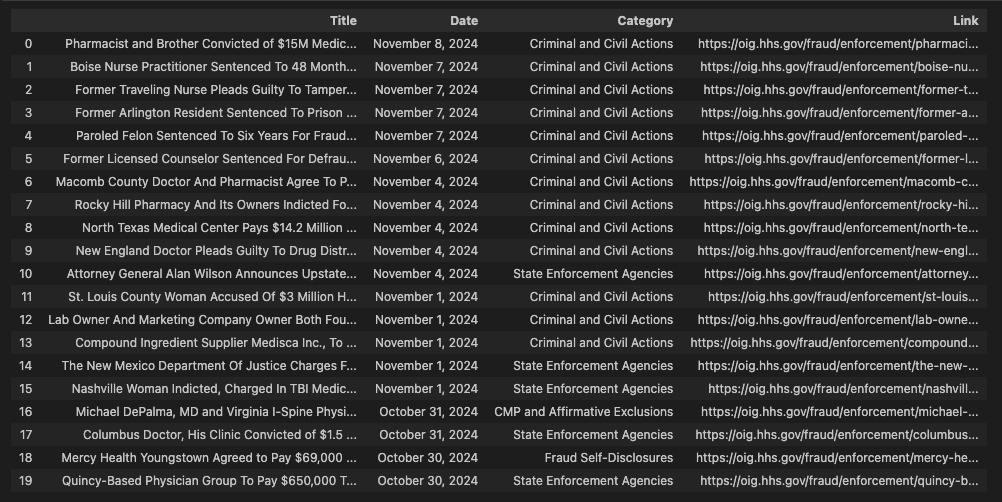 Title Date Category Link
0 Pharmacist and Brother Convicted of $15M Medic... November 8, 2024 Criminal and Civil Actions https://oig.hhs.gov/fraud/enforcement/pharmaci...
1 Boise Nurse Practitioner Sentenced To 48 Month... November 7, 2024 Criminal and Civil Actions https://oig.hhs.gov/fraud/enforcement/boise-nu...
2 Former Traveling Nurse Pleads Guilty To Tamper... November 7, 2024 Criminal and Civil Actions https://oig.hhs.gov/fraud/enforcement/former-t...
3 Former Arlington Resident Sentenced To Prison ... November 7, 2024 Criminal and Civil Actions https://oig.hhs.gov/fraud/enforcement/former-a...
4 Paroled Felon Sentenced To Six Years For Fraud... November 7, 2024 Criminal and Civil Actions https://oig.hhs.gov/fraud/enforcement/paroled-...
5 Former Licensed Counselor Sentenced For Defrau... November 6, 2024 Criminal and Civil Actions https://oig.hhs.gov/fraud/enforcement/former-l...
6 Macomb County Doctor And Pharmacist Agree To P... November 4, 2024 Criminal and Civil Actions https://oig.hhs.gov/fraud/enforcement/macomb-c...
7 Rocky Hill Pharmacy And Its Owners Indicted Fo... November 4, 2024 Criminal and Civil Actions https://oig.hhs.gov/fraud/enforcement/rocky-hi...
8 North Texas Medical Center Pays $14.2 Million ... November 4, 2024 Criminal and Civil Actions https://oig.hhs.gov/fraud/enforcement/north-te...
9 New England Doctor Pleads Guilty To Drug Distr... November 4, 2024 Criminal and Civil Actions https://oig.hhs.gov/fraud/enforcement/new-engl...
10 Attorney General Alan Wilson Announces Upstate... November 4, 2024 State Enforcement Agencies https://oig.hhs.gov/fraud/enforcement/attorney...
11 St. Louis County Woman Accused Of $3 Million H... November 1, 2024 Criminal and Civil Actions https://oig.hhs.gov/fraud/enforcement/st-louis...
12 Lab Owner And Marketing Company Owner Both Fou... November 1, 2024 Criminal and Civil Actions https://oig.hhs.gov/fraud/enforcement/lab-owne...
13 Compound Ingredient Supplier Medisca Inc., To ... November 1, 2024 Criminal and Civil Actions https://oig.hhs.gov/fraud/enforcement/compound...
14 The New Mexico Department Of Justice Charges F... November 1, 2024 State Enforcement Agencies https://oig.hhs.gov/fraud/enforcement/the-new-...
15 Nashville Woman Indicted, Charged In TBI Medic... November 1, 2024 State Enforcement Agencies https://oig.hhs.gov/fraud/enforcement/nashvill...
16 Michael DePalma, MD and Virginia I-Spine Physi... October 31, 2024 CMP and Affirmative Exclusions https://oig.hhs.gov/fraud/enforcement/michael-...
17 Columbus Doctor, His Clinic Convicted of $1.5 ... October 31, 2024 State Enforcement Agencies https://oig.hhs.gov/fraud/enforcement/columbus...
18 Mercy Health Youngstown Agreed to Pay $69,000 ... October 30, 2024 Fraud Self-Disclosures https://oig.hhs.gov/fraud/enforcement/mercy-he...
19 Quincy-Based Physician Group To Pay $650,000 T... October 30, 2024 State Enforcement Agencies https://oig.hhs.gov/fraud/enforcement/quincy-b...